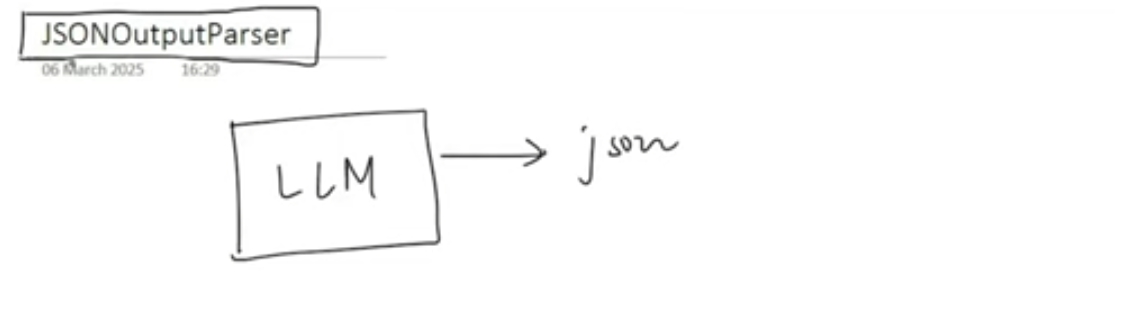 JSONOutputParser
06 March 2025 16:29
LLM
json